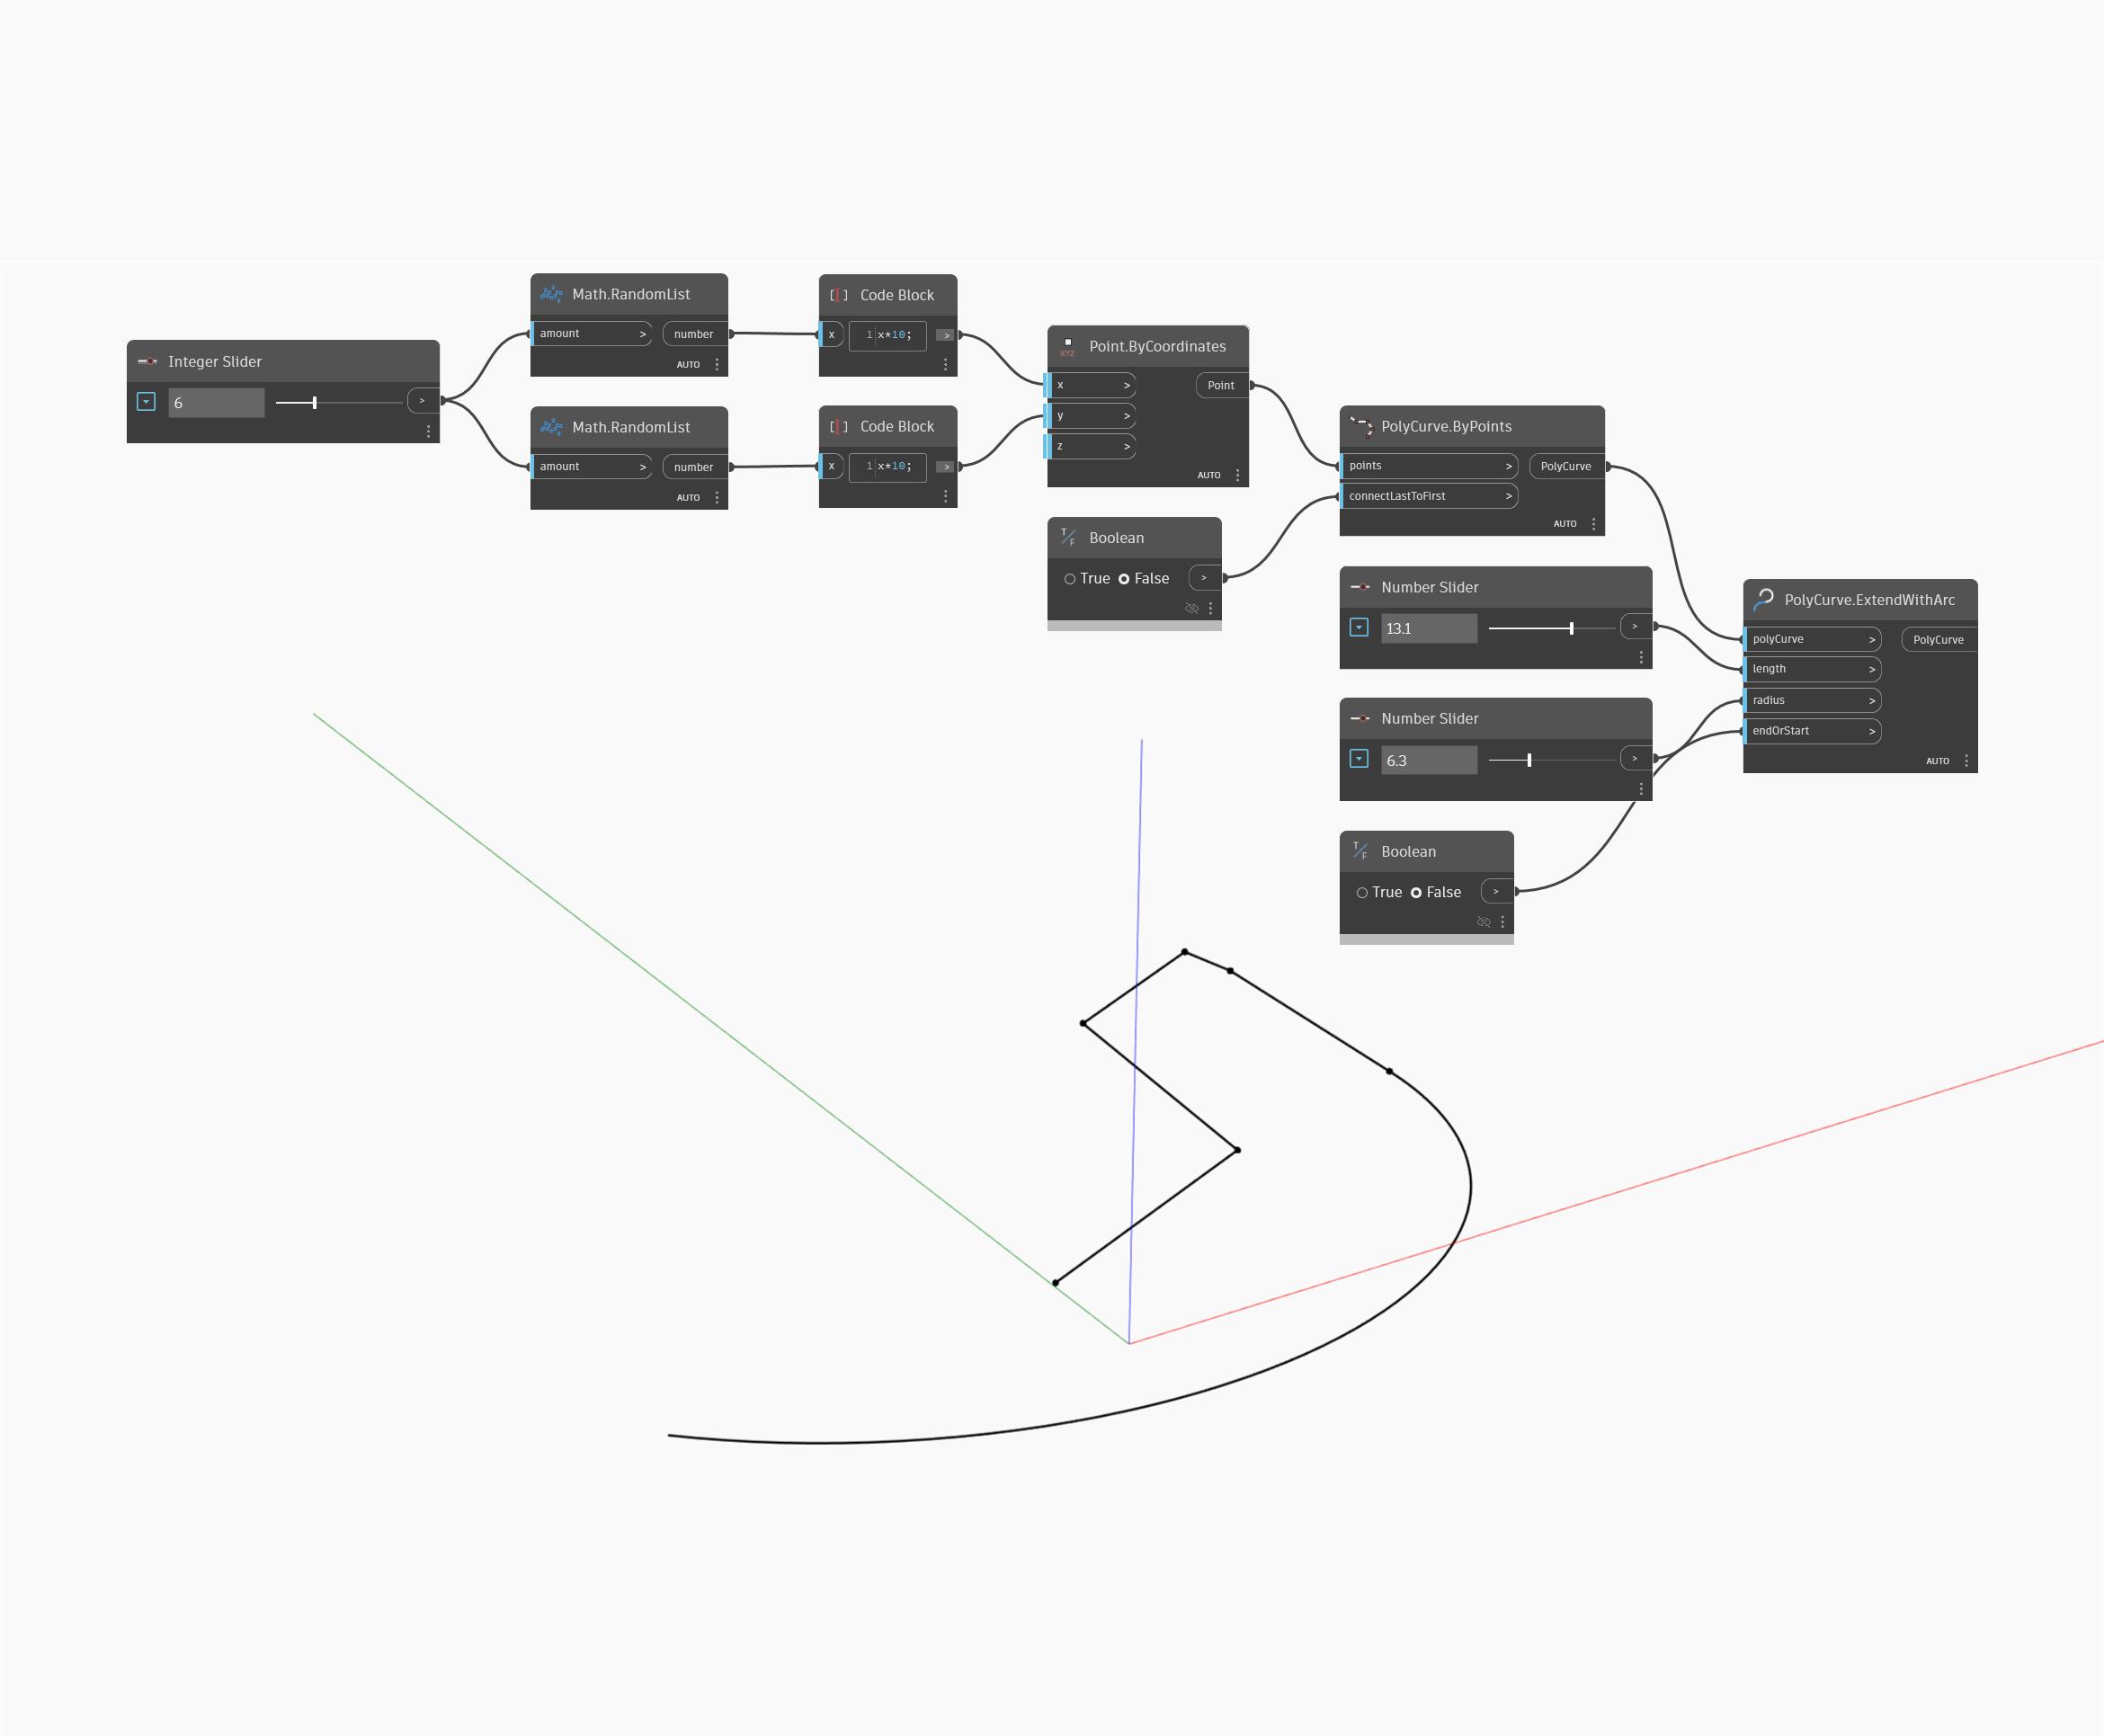 Integer Slider
6
>
Math.RandomList
amount >
number
AUTO
Math.RandomList
amount >
number
AUTO
Code Block
x
1 x*10;
>
Code Block
x
1 x*10;
>
XYZ
Point.ByCoordinates
x >
Point
y >
z >
AUTO
T/F
Boolean
True False
>
PolyCurve.ByPoints
points >
PolyCurve
connectLastToFirst >
AUTO
Number Slider
13.1
>
Number Slider
6.3
>
T/F
Boolean
True False
>
PolyCurve.ExtendWithArc
polyCurve >
PolyCurve
length >
radius >
endOrStart >
AUTO